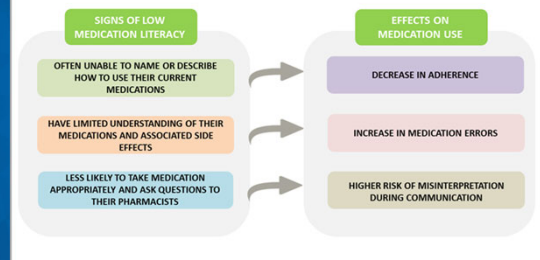 SIGNS OF LOW
MEDICATION LITERACY
OFTEN UNABLE TO NAME OR DESCRIBE
HOW TO USE THEIR CURRENT
MEDICATIONS
HAVE LIMITED UNDERSTANDING OF THEIR
MEDICATIONS AND ASSOCIATED SIDE
EFFECTS
LESS LIKELY TO TAKE MEDICATION
APPROPRIATELY AND ASK QUESTIONS TO
THEIR PHARMACISTS
EFFECTS ON
MEDICATION USE
DECREASE IN ADHERENCE
INCREASE IN MEDICATION ERRORS
HIGHER RISK OF MISINTERPRETATION
DURING COMMUNICATION